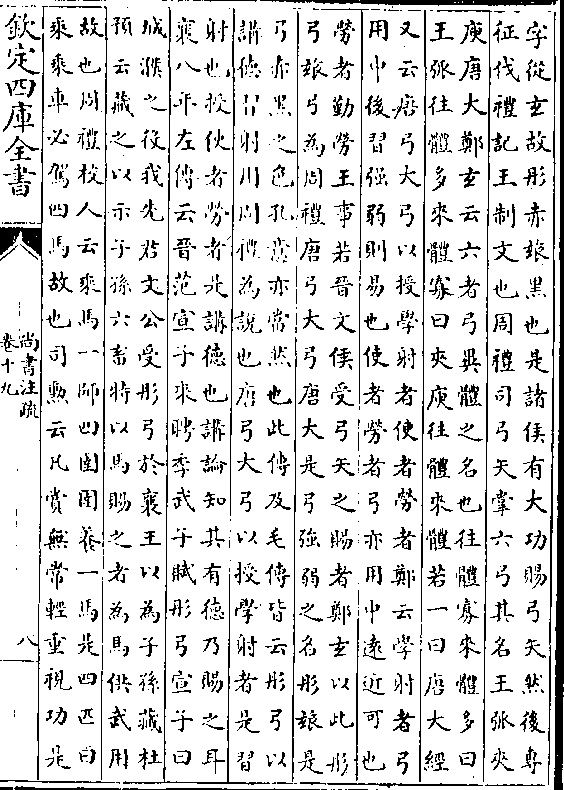 字從玄故彤赤玈黑也是諸侯有大功賜弓矢然後專
征伐禮記王制文也周禮司弓矢掌六弓其名王弧夾
庾唐大鄭玄云六者弓異體之名也往體寡來體多曰
王弧往體多來體寡曰夾庾往體來體若一曰唐大經
又云唐弓大弓以授學射者使者勞者鄭云學射者弓
用中後習强弱則易也使者勞者弓亦用中遠近可也
勞者勤勞王事若晉文侯受弓矢之賜者鄭玄以此彤
弓玈弓為周禮唐弓大弓唐大是弓強弱之名彤玈是
弓赤黑之色孔意亦當然也此傳及毛傳皆云彤弓以
講德習射用周禮為説也唐弓大弓以授學射者是習
射也授使者勞者是講德也講論知其有德乃賜之耳
襄八年左傳云晉范宣子來聘季武子賦彤弓宣子曰
城濮之役我先君文公受彤弓於襄王以為子孫藏杜
預云藏之以示子孫六畜特以馬賜之者為馬供武用
故也周禮校人云乘馬一師四圉圉養一馬是四匹曰
乘乘車必駕四馬故也司勲云凡賞無常輕重視功是
欽定四庫全書
尚書注疏
卷十九
八